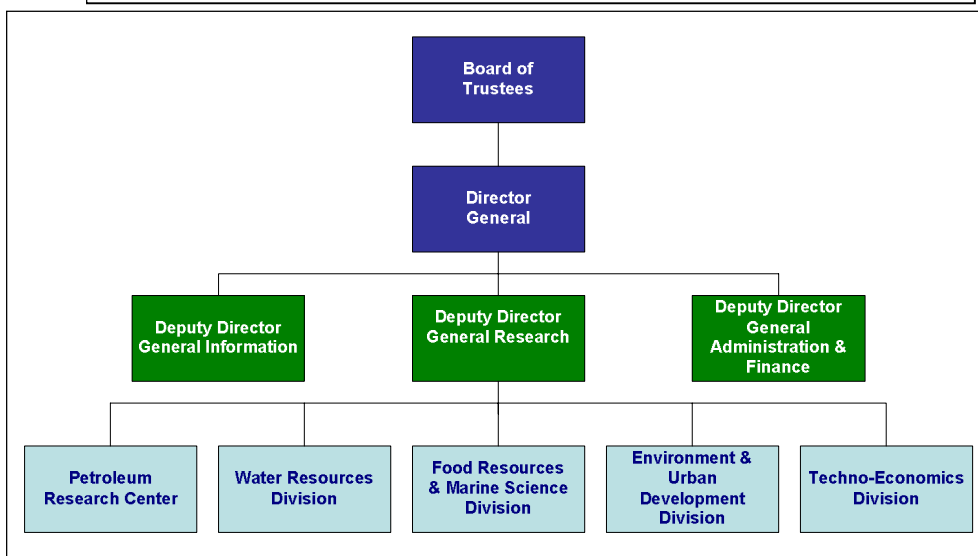 Board of
Trustees
Director
General
Deputy Director
General Information
Deputy Director
General Research
Deputy Director
General
Administration &
Finance
Petroleum
Research Center
Water Resources
Division
Food Resources
& Marine Science
Division
Environment &
Urban
Development
Division
Techno-Economics
Division